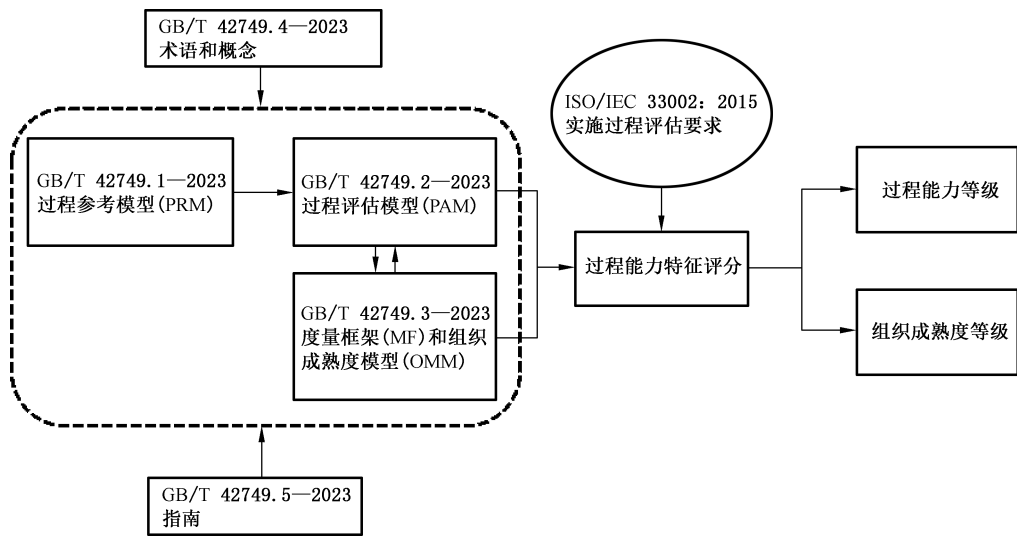 GB/T 42749.4—2023
术语和概念
ISO/IEC 33002：2015
实施过程评估要求
GB/T 42749.1—2023
过程参考模型(PRM)
GB/T 42749.2—2023
过程评估模型(PAM)
过程能力等级
过程能力特征评分
GB/T 42749.3—2023
度量框架(MF)和组织
成熟度模型(OMM)
组织成熟度等级
GB/T 42749.5—2023
指南